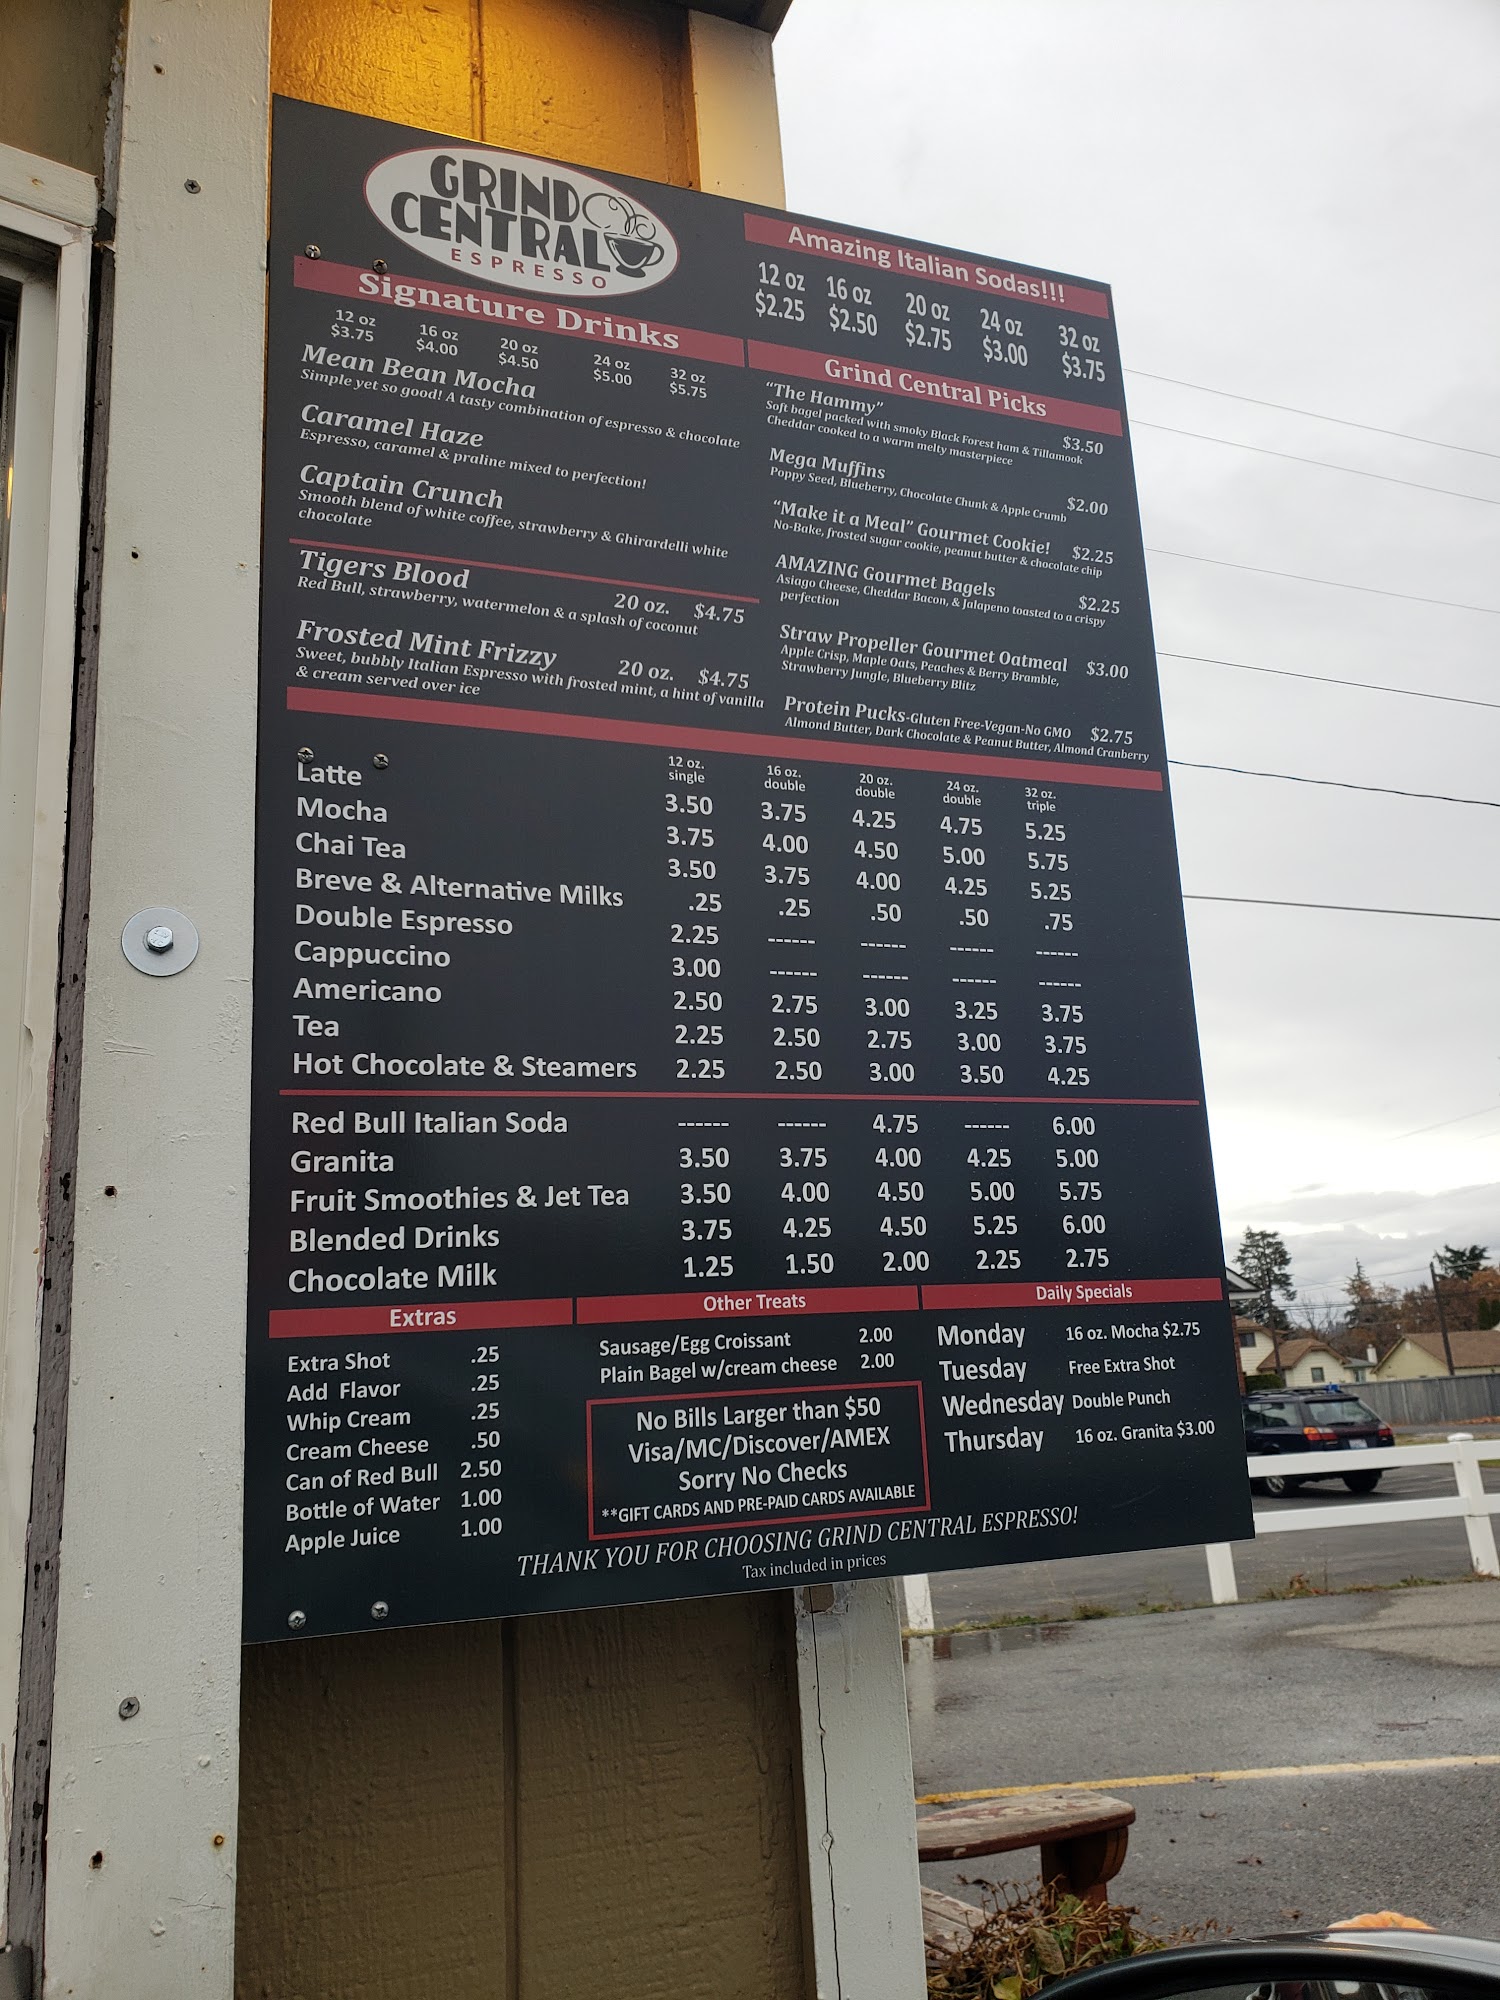 GRIND
CENTRAL
ESPRESSO
Signature Drinks
12 oz 16 oz 20 oz 24 oz 32 oz
$3.75 $4.00 $4.50 $5.00 $5.75
Mean Bean Mocha
Simple yet so good! A tasty combination of espresso & chocolate
Caramel Haze
Espresso, caramel & praline mixed to perfection!
Captain Crunch
Smooth blend of white coffee, strawberry & Ghirardelli white
chocolate
Tigers Blood 20 oz. $4.75
Red Bull, strawberry, watermelon & a splash of coconut
Frosted Mint Frizzy 20 oz. $4.75
Sweet, bubbly Italian Espresso with frosted mint, a hint of vanilla
& cream served over ice
Amazing Italian Sodas!!!
12 oz 16 oz 20 oz 24 oz 32 oz
$2.25 $2.50 $2.75 $3.00 $3.75
Grind Central Picks
"The Hammy" $3.50
Soft bagel packed with smoky Black Forest ham & Tillamook
Cheddar cooked to a warm melty masterpiece
Mega Muffins $2.00
Poppy Seed, Blueberry, Chocolate Chunk & Apple Crumb
"Make it a Meal" Gourmet Cookie! $2.25
No-Bake, frosted sugar cookie, peanut butter & chocolate chip
AMAZING Gourmet Bagels $2.25
Asiago Cheese, Cheddar Bacon, & Jalapeno toasted to a crispy
perfection
Straw Propeller Gourmet Oatmeal $3.00
Apple Crisp, Maple Oats, Peaches & Berry Bramble,
Strawberry Jungle, Blueberry Blitz
Protein Pucks-Gluten Free-Vegan-No GMO $2.75
Almond Butter, Dark Chocolate & Peanut Butter, Almond Cranberry
12 oz. 16 oz. 20 oz. 24 oz. 32 oz.
single double double double triple
Latte 3.50 3.75 4.25 4.75 5.25
Mocha 3.75 4.00 4.50 5.00 5.75
Chai Tea 3.50 3.75 4.00 4.25 5.25
Breve & Alternative Milks .25 .25 .50 .50 .75
Double Espresso 2.25 ------ ------ ------ ------
Cappuccino 3.00 ------ ------ ------ ------
Americano 2.50 2.75 3.00 3.25 3.75
Tea 2.25 2.50 2.75 3.00 3.75
Hot Chocolate & Steamers 2.25 2.50 3.00 3.50 4.25
Red Bull Italian Soda ------ ------ 4.75 ------ 6.00
Granita 3.50 3.75 4.00 4.25 5.00
Fruit Smoothies & Jet Tea 3.50 4.00 4.50 5.00 5.75
Blended Drinks 3.75 4.25 4.50 5.25 6.00
Chocolate Milk 1.25 1.50 2.00 2.25 2.75
Extras
Extra Shot .25
Add Flavor .25
Whip Cream .25
Cream Cheese .50
Can of Red Bull 2.50
Bottle of Water 1.00
Apple Juice 1.00
Other Treats
Sausage/Egg Croissant 2.00
Plain Bagel w/cream cheese 2.00
No Bills Larger than $50
Visa/MC/Discover/AMEX
Sorry No Checks
**GIFT CARDS AND PRE-PAID CARDS AVAILABLE
Daily Specials
Monday 16 oz. Mocha $2.75
Tuesday Free Extra Shot
Wednesday Double Punch
Thursday 16 oz. Granita $3.00
THANK YOU FOR CHOOSING GRIND CENTRAL ESPRESSO!
Tax included in prices